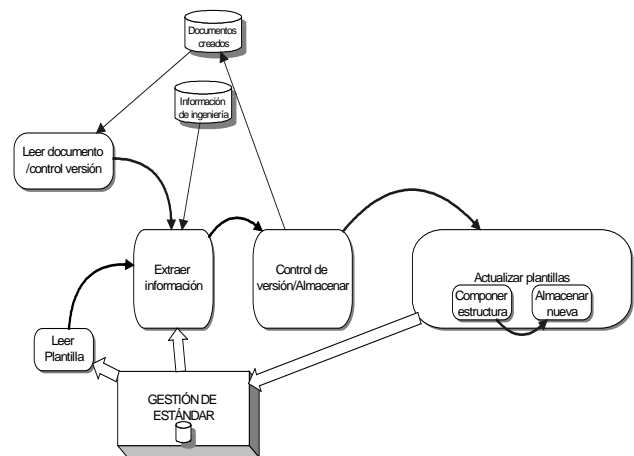 Documentos
creados
Información
de ingeniería
Leer documento
/control versión
Extraer
información
Control de
versión/Almacenar
Actualizar plantillas
Componer
estructura
Almacenar
nueva
Leer
Plantilla
GESTIÓN DE
ESTÁNDAR